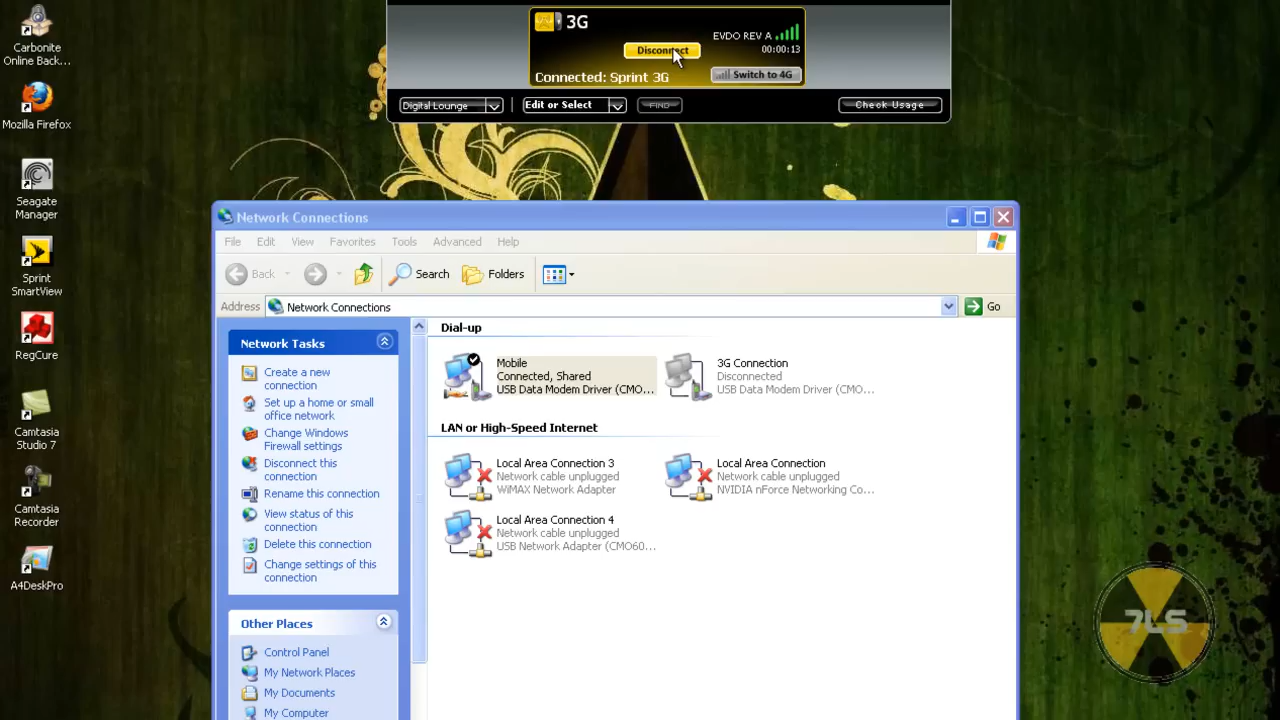 Carbonite
Online Back...
Mozilla Firefox
Seagate
Manager
Sprint
SmartView
RegCure
Camtasia
Studio 7
Camtasia
Recorder
A4DeskPro
3G
EVDO REV A
Disconnect
00:00:13
Connected: Sprint 3G
Switch to 4G
Digital Lounge
Edit or Select
FIND
Check Usage
Network Connections
File Edit View Favorites Tools Advanced Help
Back Search Folders
Address Network Connections Go
Network Tasks
Create a new
connection
Set up a home or small
office network
Change Windows
Firewall settings
Disconnect this
connection
Rename this connection
View status of this
connection
Delete this connection
Change settings of this
connection
Other Places
Control Panel
My Network Places
My Documents
My Computer
Dial-up
Mobile
Connected, Shared
USB Data Modem Driver (CMO...
3G Connection
Disconnected
USB Data Modem Driver (CMO...
LAN or High-Speed Internet
Local Area Connection 3
Network cable unplugged
WiMAX Network Adapter
Local Area Connection
Network cable unplugged
NVIDIA nForce Networking Co...
Local Area Connection 4
Network cable unplugged
USB Network Adapter (CMO60...
7LS